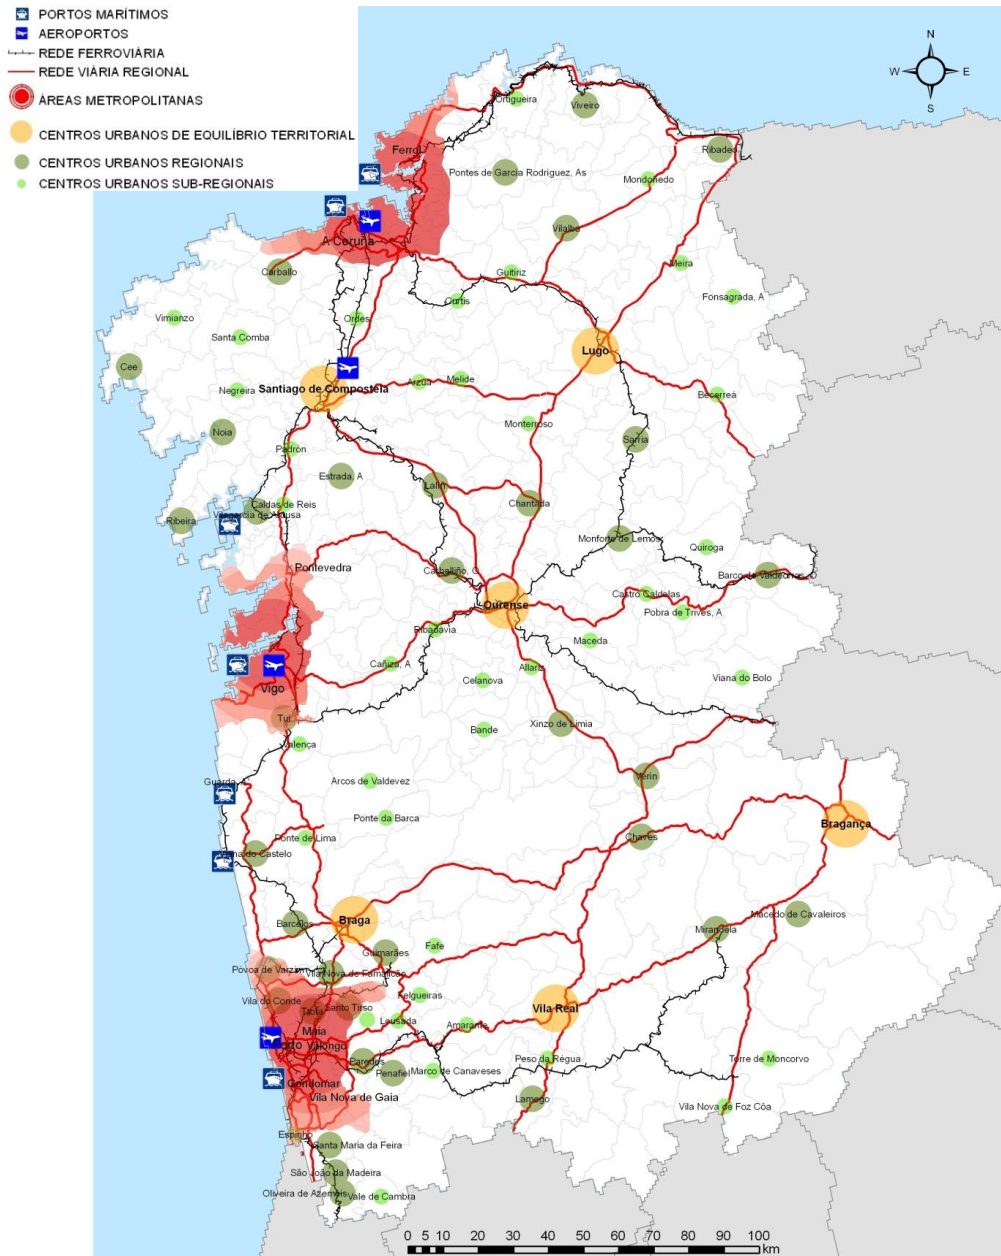 PORTOS MARÍTIMOS
AEROPORTOS
REDE FERROVIÁRIA
REDE VIÁRIA REGIONAL
ÁREAS METROPOLITANAS
CENTROS URBANOS DE EQUILÍBRIO TERRITORIAL
CENTROS URBANOS REGIONAIS
CENTROS URBANOS SUB-REGIONAIS
N
W E
S
Ortigueira
Viveiro
Ferrol
Ribadeo
Pontes de García Rodríguez, As
Mondoñedo
Vilalba
A Coruña
Meira
Carballo
Guitiriz
Fonsagrada, A
Curtis
Vimianzo
Ordes
Santa Comba
Lugo
Cee
Santiago de Compostela
Arzúa
Melide
Negreira
Becerreá
Monterroso
Noia
Sarria
Padrón
Estrada, A
Lalín
Caldas de Reis
Chantada
Ribeira
Monforte de Lemos
Quiroga
Pontevedra
Carballiño, O
Barco de Valdeorras, O
Castro Caldelas
Ourense
Pobra de Trives, A
Ribadavia
Maceda
Cañiza, A
Allariz
Viana do Bolo
Celanova
Vigo
Tui
Xinzo de Limia
Bande
Valença
Verín
Arcos de Valdevez
Guarda, A
Ponte da Barca
Bragança
Ponte de Lima
Chaves
Viana do Castelo
Macedo de Cavaleiros
Braga
Barcelos
Mirandela
Fafe
Guimarães
Póvoa de Varzim
Vila Nova de Famalicão
Felgueiras
Vila do Conde
Santo Tirso
Vila Real
Trofa
Lousada
Amarante
Maia
Porto
Valongo
Paredes
Peso da Régua
Torre de Moncorvo
Penafiel
Marco de Canaveses
Gondomar
Vila Nova de Gaia
Lamego
Vila Nova de Foz Côa
Espinho
Santa Maria da Feira
São João da Madeira
Oliveira de Azeméis
Vale de Cambra
0 5 10 20 30 40 50 60 70 80 90 100
km